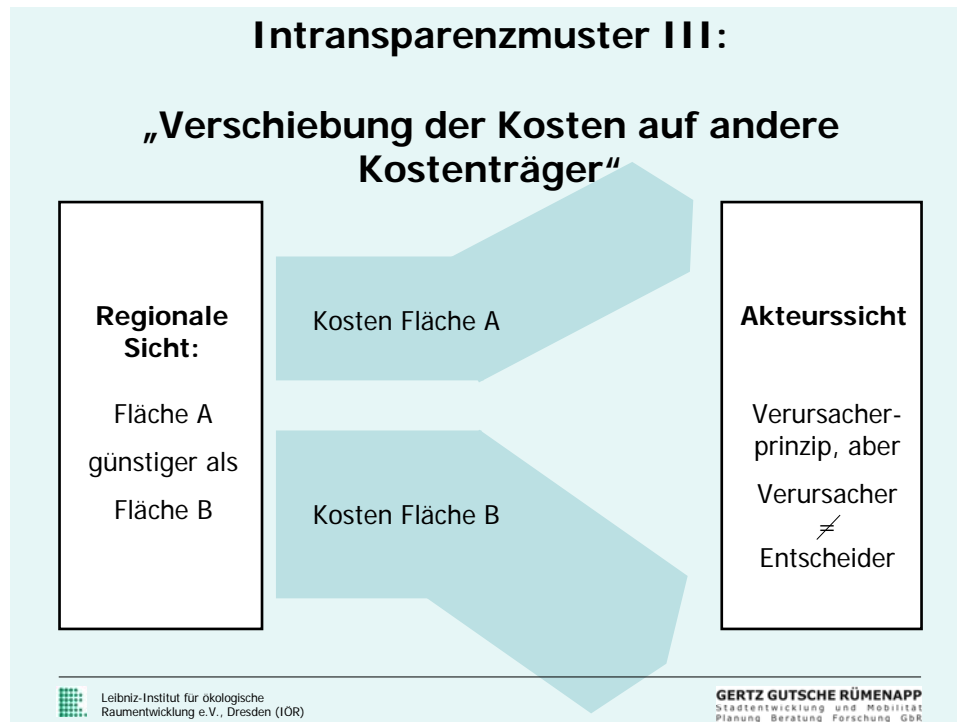 Intransparenzmuster III:
„Verschiebung der Kosten auf andere
Kostenträger“
Regionale
Sicht:
Fläche A
günstiger als
Fläche B
Kosten Fläche A
Kosten Fläche B
Akteurssicht
Verursacher-
prinzip, aber
Verursacher
≠
Entscheider
Leibniz-Institut für ökologische
Raumentwicklung e.V., Dresden (IÖR)
GERTZ GUTSCHE RÜMENAPP
Stadtentwicklung und Mobilität
Planung Beratung Forschung GbR